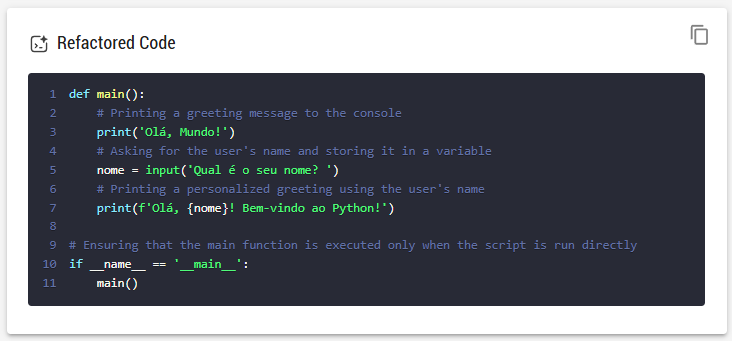 Refactored Code
1 def main():
2     # Printing a greeting message to the console
3     print('Olá, Mundo!')
4     # Asking for the user's name and storing it in a variable
5     nome = input('Qual é o seu nome? ')
6     # Printing a personalized greeting using the user's name
7     print(f'Olá, {nome}! Bem-vindo ao Python!')
8
9 # Ensuring that the main function is executed only when the script is run directly
10 if __name__ == '__main__':
11     main()